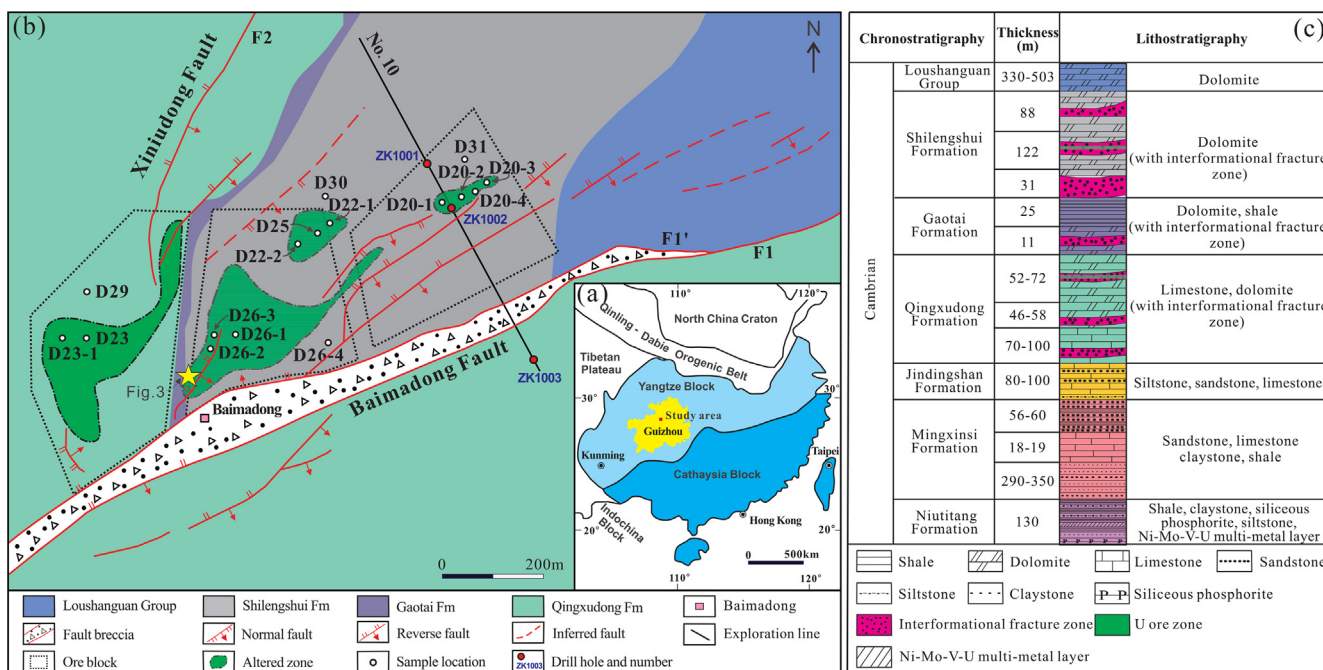 (b)
F2
No. 10
N
Xiniudong Fault
ZK1001
D31
D20-2
D20-3
D30
D22-1
D20-1
D20-4
D25
ZK1002
D22-2
F1'
F1
D29
D26-3
D23
D26-1
D23-1
D26-2
D26-4
Fig.3
Baimadong Fault
ZK1003
Baimadong
0 200m
(a)
110°
120°
North China Craton
Qinling - Dabie Orogenic Belt
Tibetan
Plateau
Yangtze Block
30°
30°
Study area
Guizhou
Kunming
Taipei
Cathaysia Block
Indochina
Block
Hong Kong
20°
20°
0 500km
110°
120°
Loushanguan Group
Shilengshui Fm
Gaotai Fm
Qingxudong Fm
Baimadong
Fault breccia
Normal fault
Reverse fault
Inferred fault
Exploration line
Ore block
Altered zone
Sample location
ZK1003
Drill hole and number
(c)
Chronostratigraphy
Thickness
(m)
Lithostratigraphy
Cambrian
Loushanguan
Group
330-503
Dolomite
Shilengshui
Formation
88
122
31
Dolomite
(with interformational fracture
zone)
Gaotai
Formation
25
11
Dolomite, shale
(with interformational fracture
zone)
Qingxudong
Formation
52-72
46-58
70-100
Limestone, dolomite
(with interformational fracture
zone)
Jindingshan
Formation
80-100
Siltstone, sandstone, limestone
Mingxinsi
Formation
56-60
18-19
290-350
Sandstone, limestone
claystone, shale
Niutitang
Formation
130
Shale, claystone, siliceous
phosphorite, siltstone,
Ni-Mo-V-U multi-metal layer
Shale
Dolomite
Limestone
Sandstone
Siltstone
Claystone
P P
Siliceous phosphorite
Interformational fracture zone
U ore zone
Ni-Mo-V-U multi-metal layer